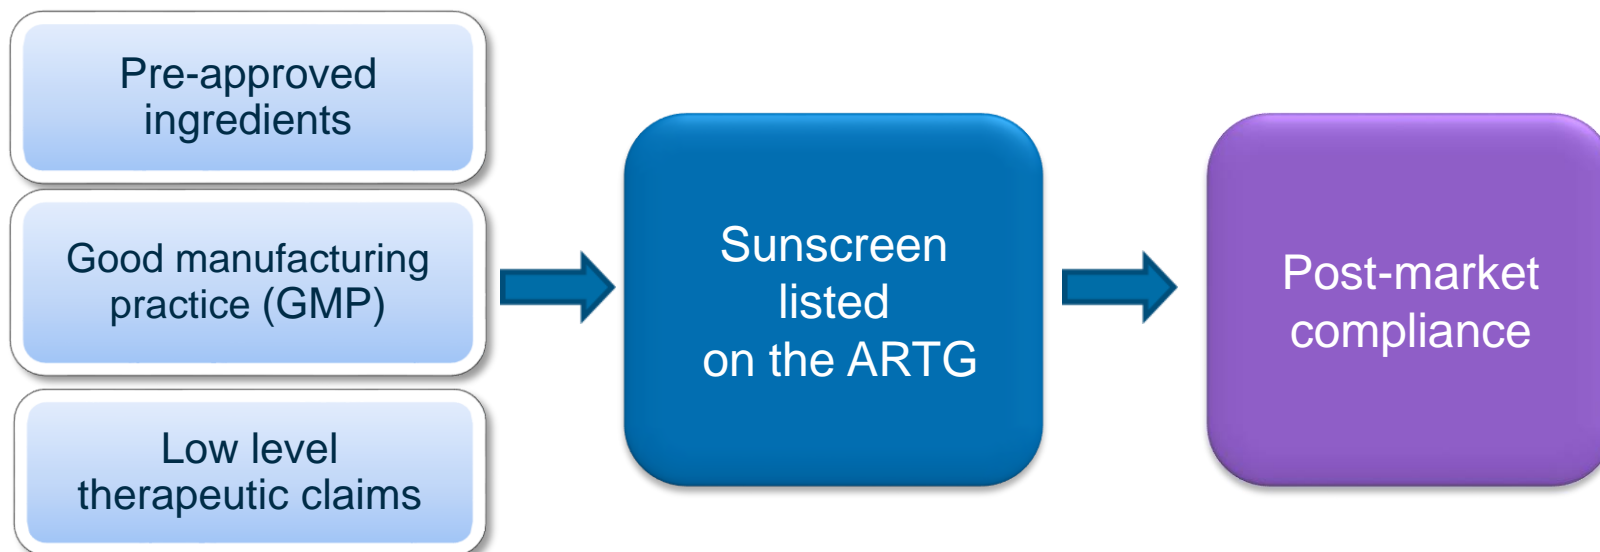 Pre-approved
ingredients
Good manufacturing
practice (GMP)
Low level
therapeutic claims
Sunscreen
listed
on the ARTG
Post-market
compliance